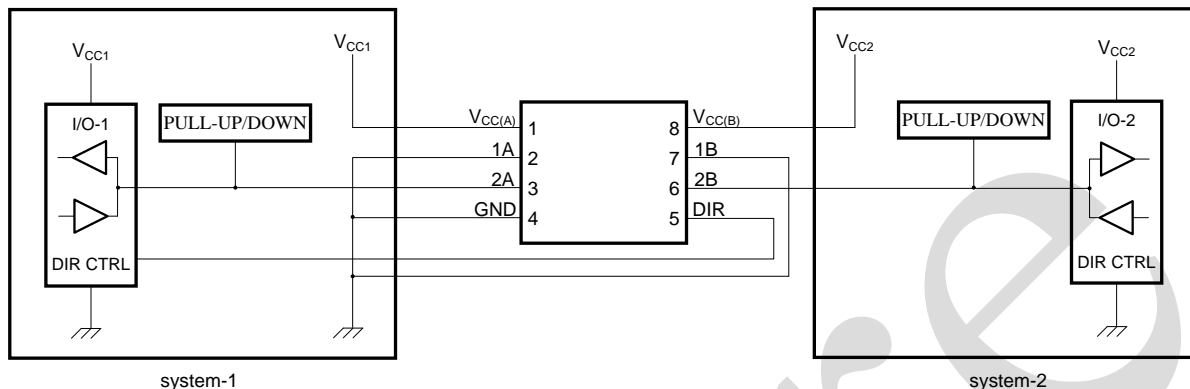 VCC1
I/O-1
DIR CTRL
PULL-UP/DOWN
VCC1
system-1
VCC(A)
1A
2A
GND
1
2
3
4
8
7
6
5
VCC(B)
1B
2B
DIR
VCC2
PULL-UP/DOWN
VCC2
I/O-2
DIR CTRL
system-2